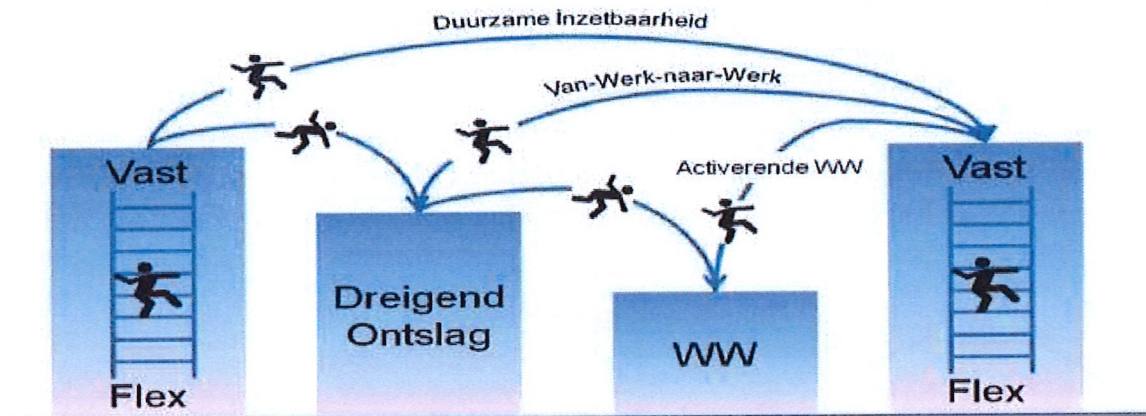 Duurzame Inzetbaarheid
Van-Werk-naar-Werk
Activerende WW
Vast
Flex
Dreigend
Ontslag
WW
Vast
Flex